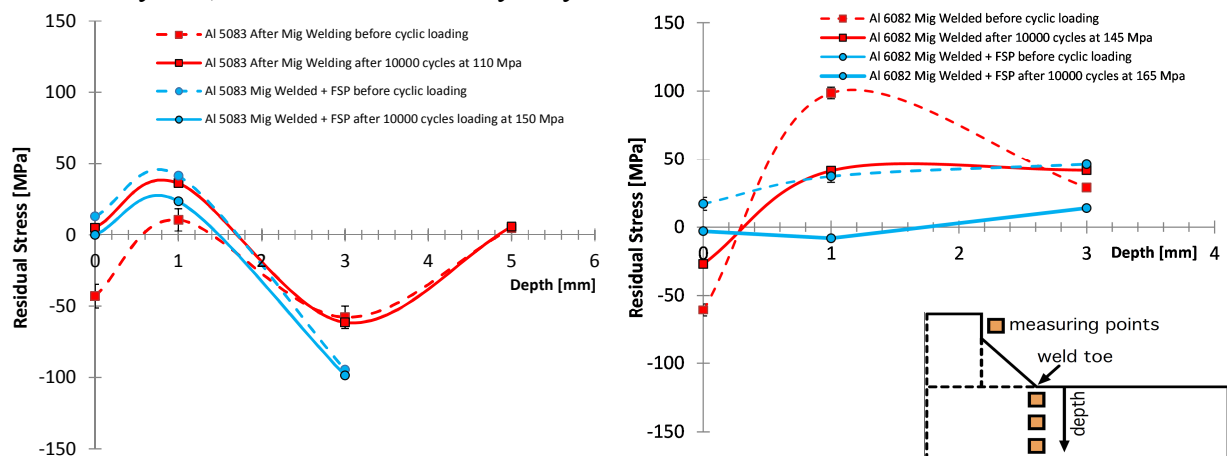 150
100
50
0
-50
-100
-150
Residual Stress [MPa]
Al 5083 After Mig Welding before cyclic loading
Al 5083 After Mig Welding after 10000 cycles at 110 Mpa
Al 5083 Mig Welded + FSP before cyclic loading
Al 5083 Mig Welded + FSP after 10000 cycles loading at 150 Mpa
0 1 2 3 4 5 6
Depth [mm]
150
100
50
0
-50
-100
-150
Residual Stress [MPa]
Al 6082 Mig Welded before cyclic loading
Al 6082 Mig Welded after 10000 cycles at 145 Mpa
Al 6082 Mig Welded + FSP before cyclic loading
Al 6082 Mig Welded + FSP after 10000 cycles at 165 Mpa
0 1 2 3 Depth [mm] 4
measuring points
weld toe
depth